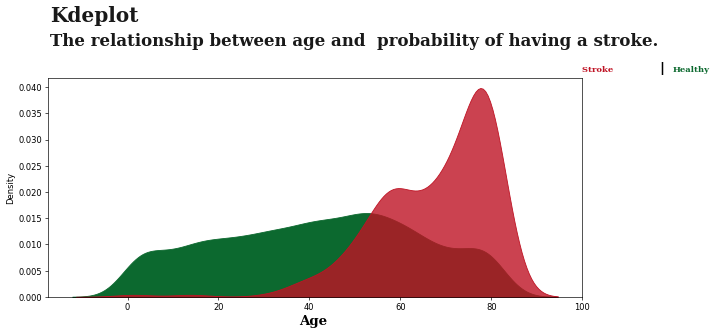 Kdeplot
The relationship between age and  probability of having a stroke.
Stroke | Healthy
0.040
0.035
0.030
0.025
0.020
0.015
0.010
0.005
0.000
Density
0 20 40 60 80 100
Age